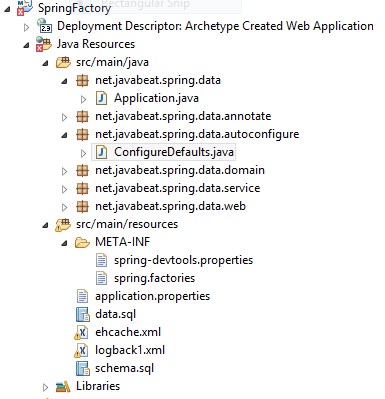 Rectangular Snip
SpringFactory
Deployment Descriptor: Archetype Created Web Application
Java Resources
src/main/java
net.javabeat.spring.data
Application.java
net.javabeat.spring.data.annotate
net.javabeat.spring.data.autoconfigure
ConfigureDefaults.java
net.javabeat.spring.data.domain
net.javabeat.spring.data.service
net.javabeat.spring.data.web
src/main/resources
META-INF
spring-devtools.properties
spring.factories
application.properties
data.sql
ehcache.xml
logback1.xml
schema.sql
Libraries